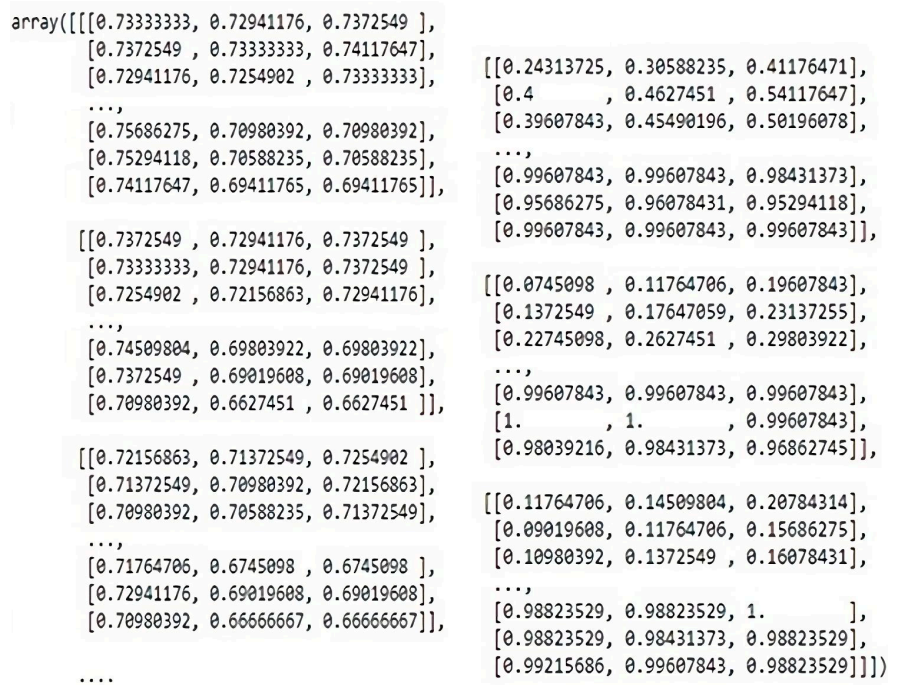 array([[[0.73333333, 0.72941176, 0.7372549 ],
[0.7372549 , 0.73333333, 0.74117647],
[0.72941176, 0.7254902 , 0.73333333],
...,
[0.75686275, 0.70980392, 0.70980392],
[0.75294118, 0.70588235, 0.70588235],
[0.74117647, 0.69411765, 0.69411765]],
[[0.7372549 , 0.72941176, 0.7372549 ],
[0.73333333, 0.72941176, 0.7372549 ],
[0.7254902 , 0.72156863, 0.72941176],
...,
[0.74509804, 0.69803922, 0.69803922],
[0.7372549 , 0.69019608, 0.69019608],
[0.70980392, 0.6627451 , 0.6627451 ]],
[[0.72156863, 0.71372549, 0.7254902 ],
[0.71372549, 0.70980392, 0.72156863],
[0.70980392, 0.70588235, 0.71372549],
...,
[0.71764706, 0.6745098 , 0.6745098 ],
[0.72941176, 0.69019608, 0.69019608],
[0.70980392, 0.66666667, 0.66666667]],
....
[[0.24313725, 0.30588235, 0.41176471],
[0.4 , 0.4627451 , 0.54117647],
[0.39607843, 0.45490196, 0.50196078],
...,
[0.99607843, 0.99607843, 0.98431373],
[0.95686275, 0.96078431, 0.95294118],
[0.99607843, 0.99607843, 0.99607843]],
[[0.0745098 , 0.11764706, 0.19607843],
[0.1372549 , 0.17647059, 0.23137255],
[0.22745098, 0.2627451 , 0.29803922],
...,
[0.99607843, 0.99607843, 0.99607843],
[1. , 1. , 0.99607843],
[0.98039216, 0.98431373, 0.96862745]],
[[0.11764706, 0.14509804, 0.20784314],
[0.09019608, 0.11764706, 0.15686275],
[0.10980392, 0.1372549 , 0.16078431],
...,
[0.98823529, 0.98823529, 1. ],
[0.98823529, 0.98431373, 0.98823529],
[0.99215686, 0.99607843, 0.98823529]]])